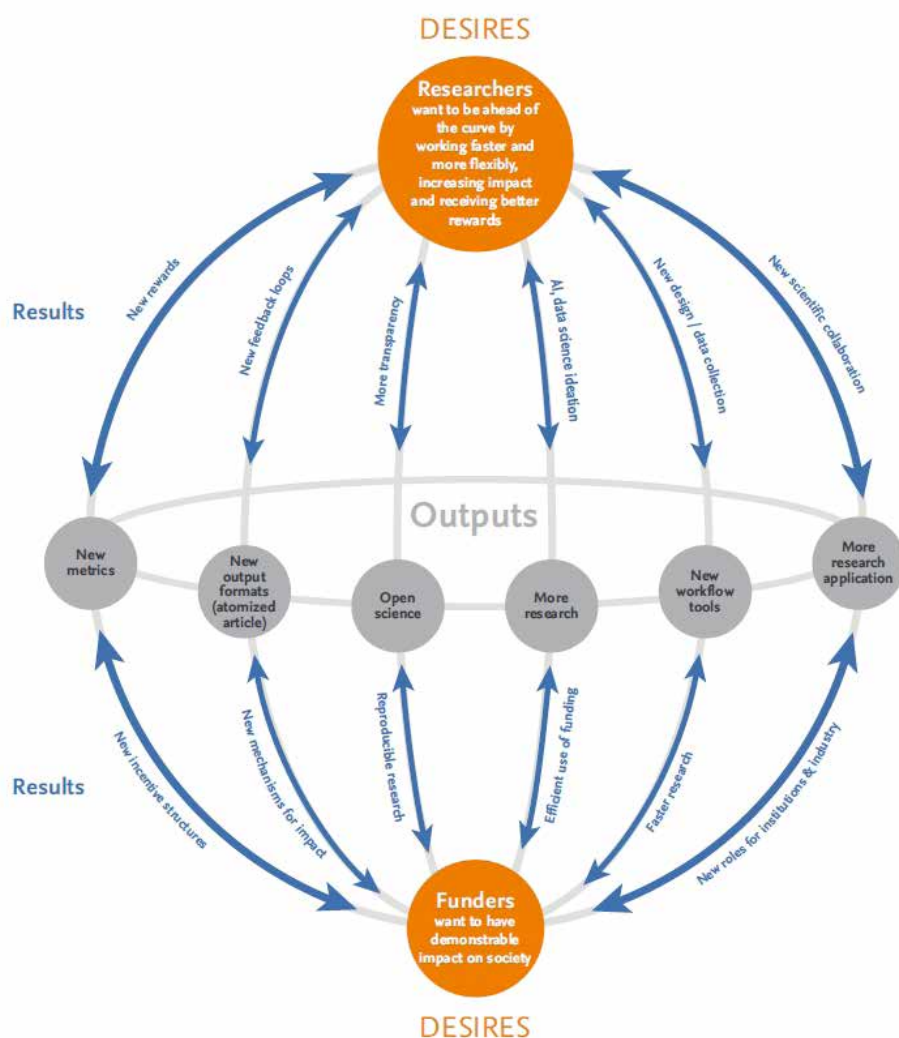 DESIRES
Researchers
want to be ahead of
the curve by
working faster and
more flexibly,
increasing impact
and receiving better
rewards
Results
New rewards
New feedback loops
More transparency
AI, data science ideation
New design / data collection
New scientific collaboration
Outputs
New
metrics
New
output
formats
(atomized
article)
Open
science
More
research
New
workflow
tools
More
research
application
Results
New incentive structures
New mechanisms for impact
Reproducible research
Efficient use of funding
Faster research
New roles for institutions & industry
Funders
want to have
demonstrable
impact on society
DESIRES